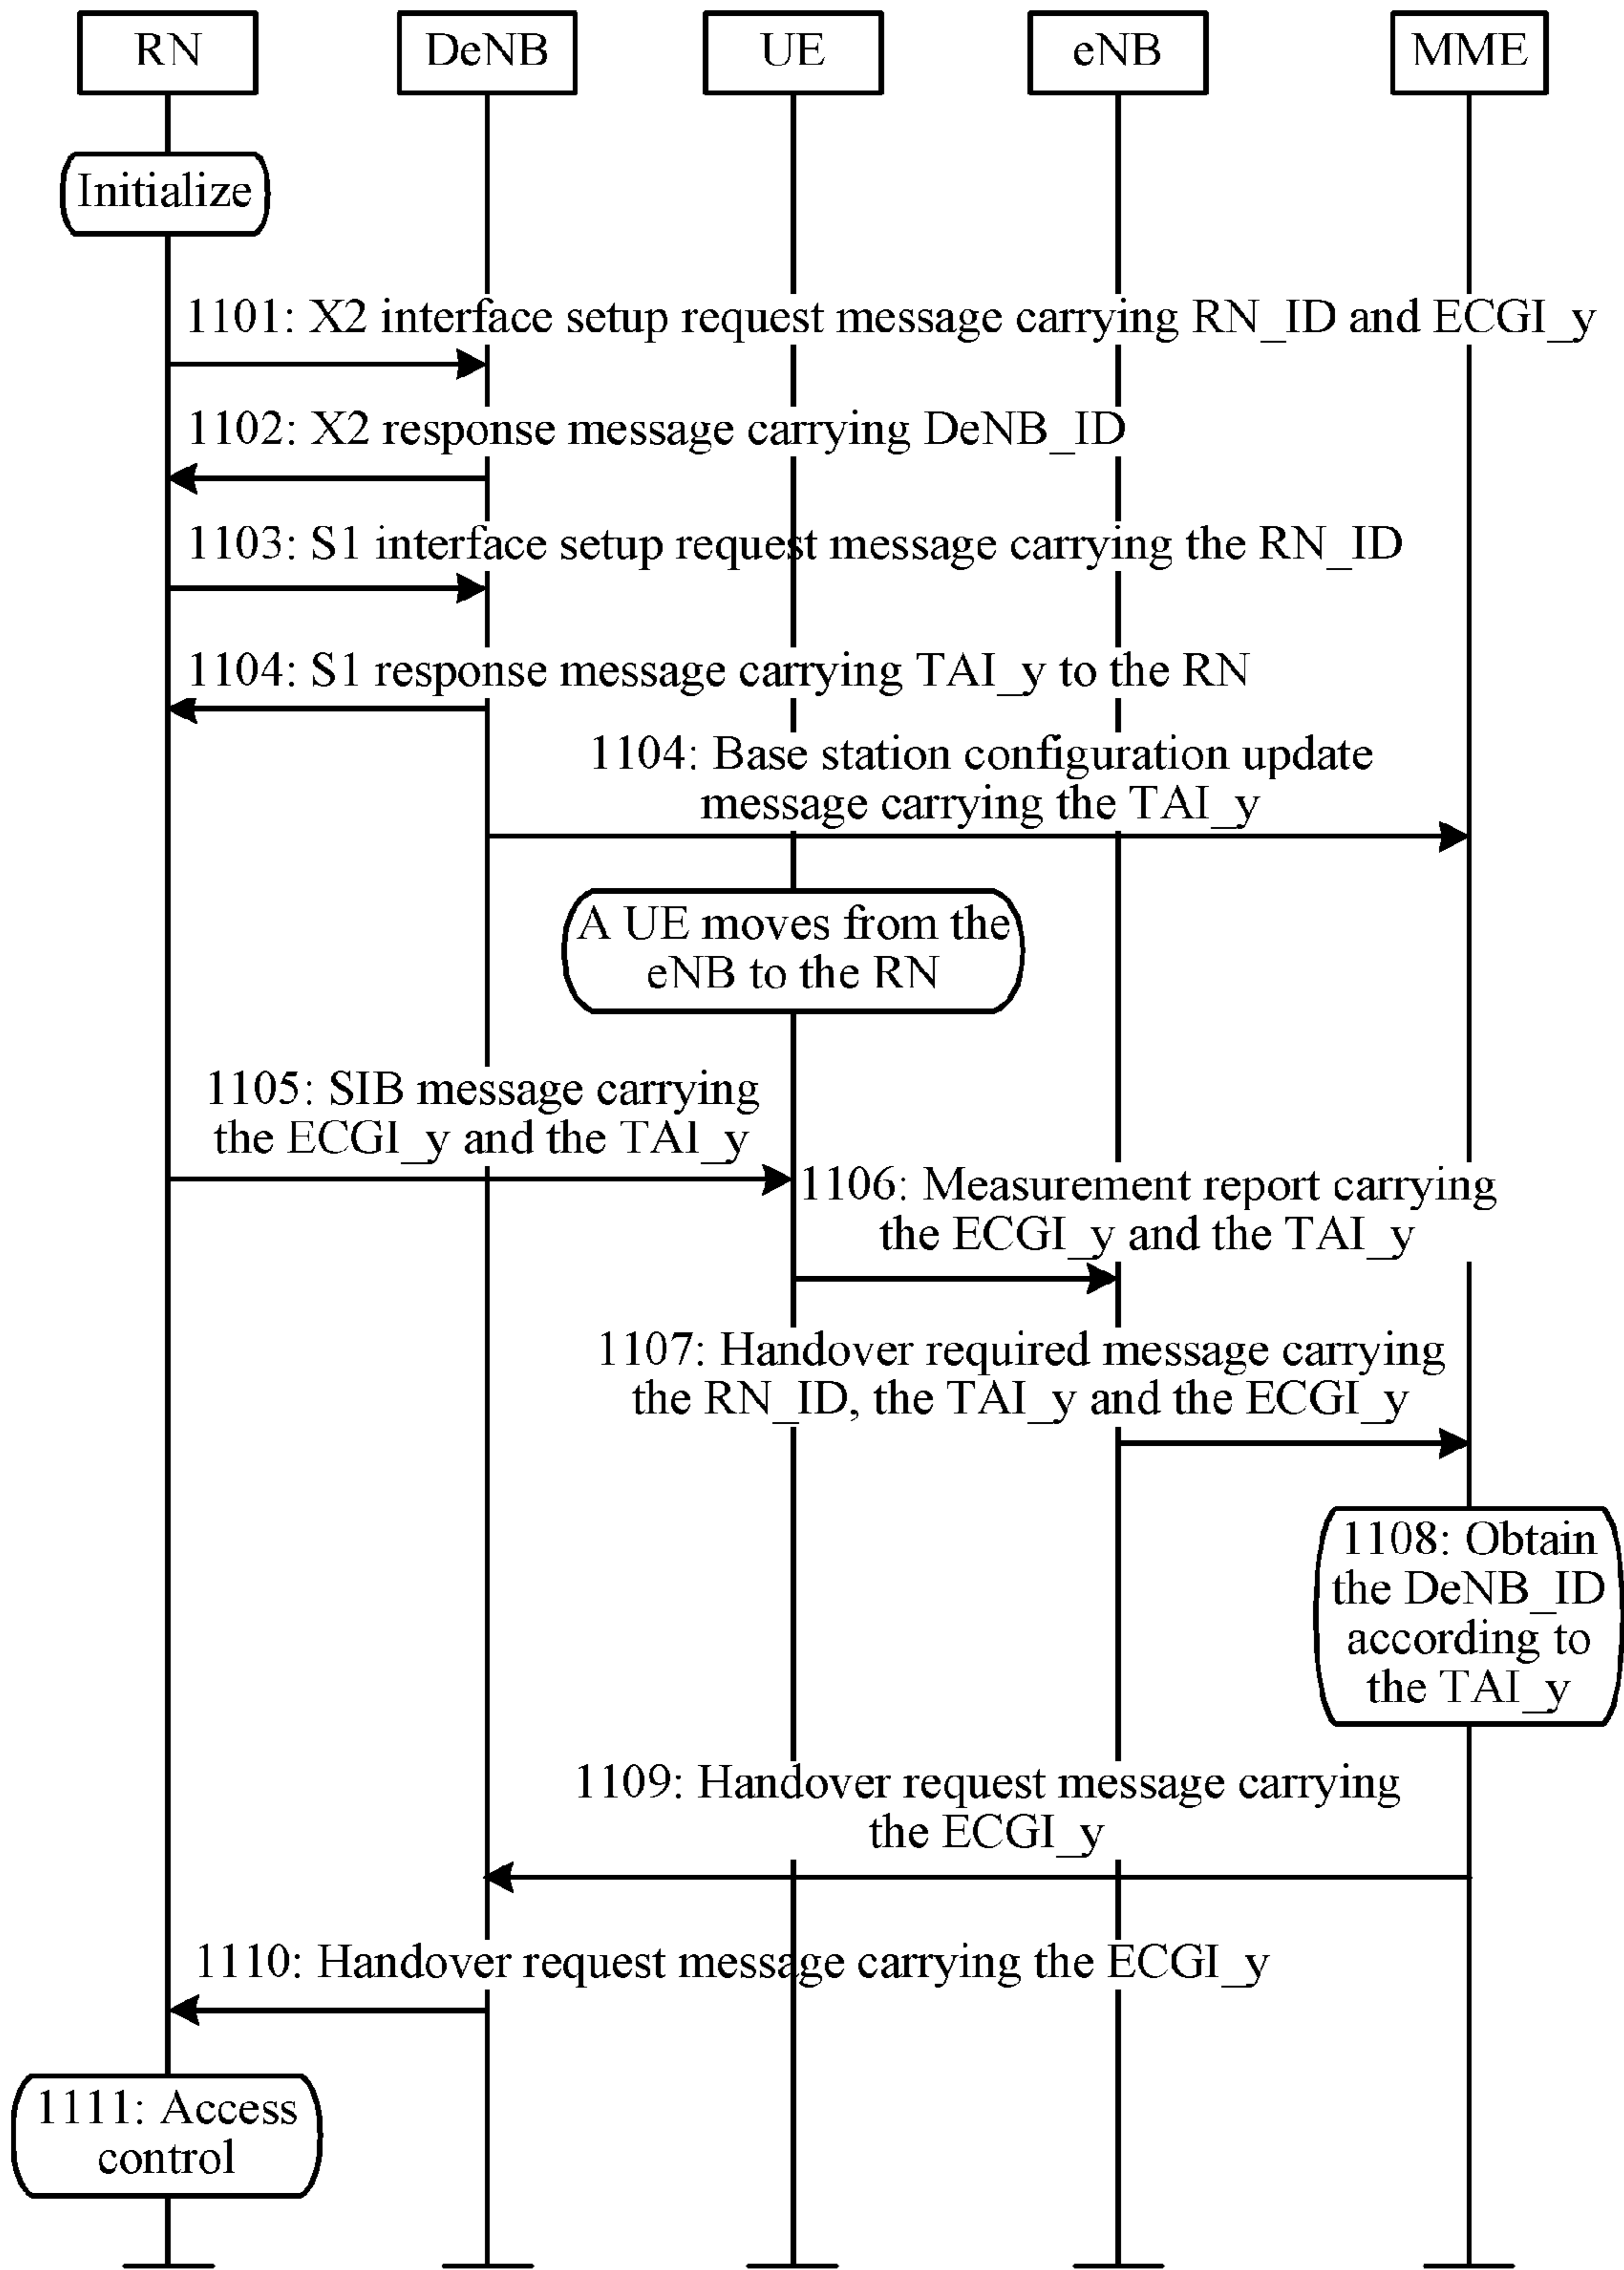 RN
DeNB
UE
eNB
MME
Initialize
1101: X2 interface setup request message carrying RN_ID and ECGI_y
1102: X2 response message carrying DeNB_ID
1103: S1 interface setup request message carrying the RN_ID
1104: S1 response message carrying TAI_y to the RN
1104: Base station configuration update
message carrying the TAI_y
A UE moves from the
eNB to the RN
1105: SIB message carrying
the ECGI_y and the TAI_y
1106: Measurement report carrying
the ECGI_y and the TAI_y
1107: Handover required message carrying
the RN_ID, the TAI_y and the ECGI_y
1108: Obtain
the DeNB_ID
according to
the TAI_y
1109: Handover request message carrying
the ECGI_y
1110: Handover request message carrying the ECGI_y
1111: Access
control